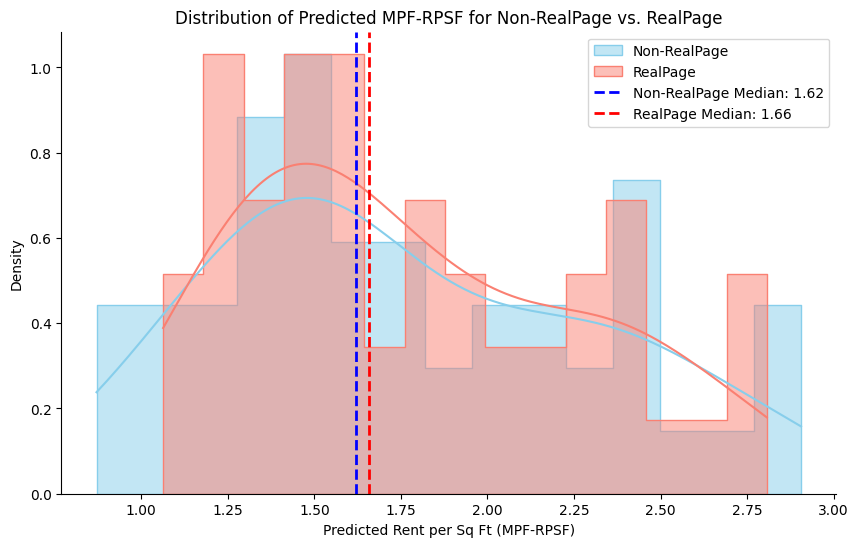 Distribution of Predicted MPF-RPSF for Non-RealPage vs. RealPage
Non-RealPage
RealPage
Non-RealPage Median: 1.62
RealPage Median: 1.66
Density
1.0
0.8
0.6
0.4
0.2
0.0
1.00 1.25 1.50 1.75 2.00 2.25 2.50 2.75 3.00
Predicted Rent per Sq Ft (MPF-RPSF)